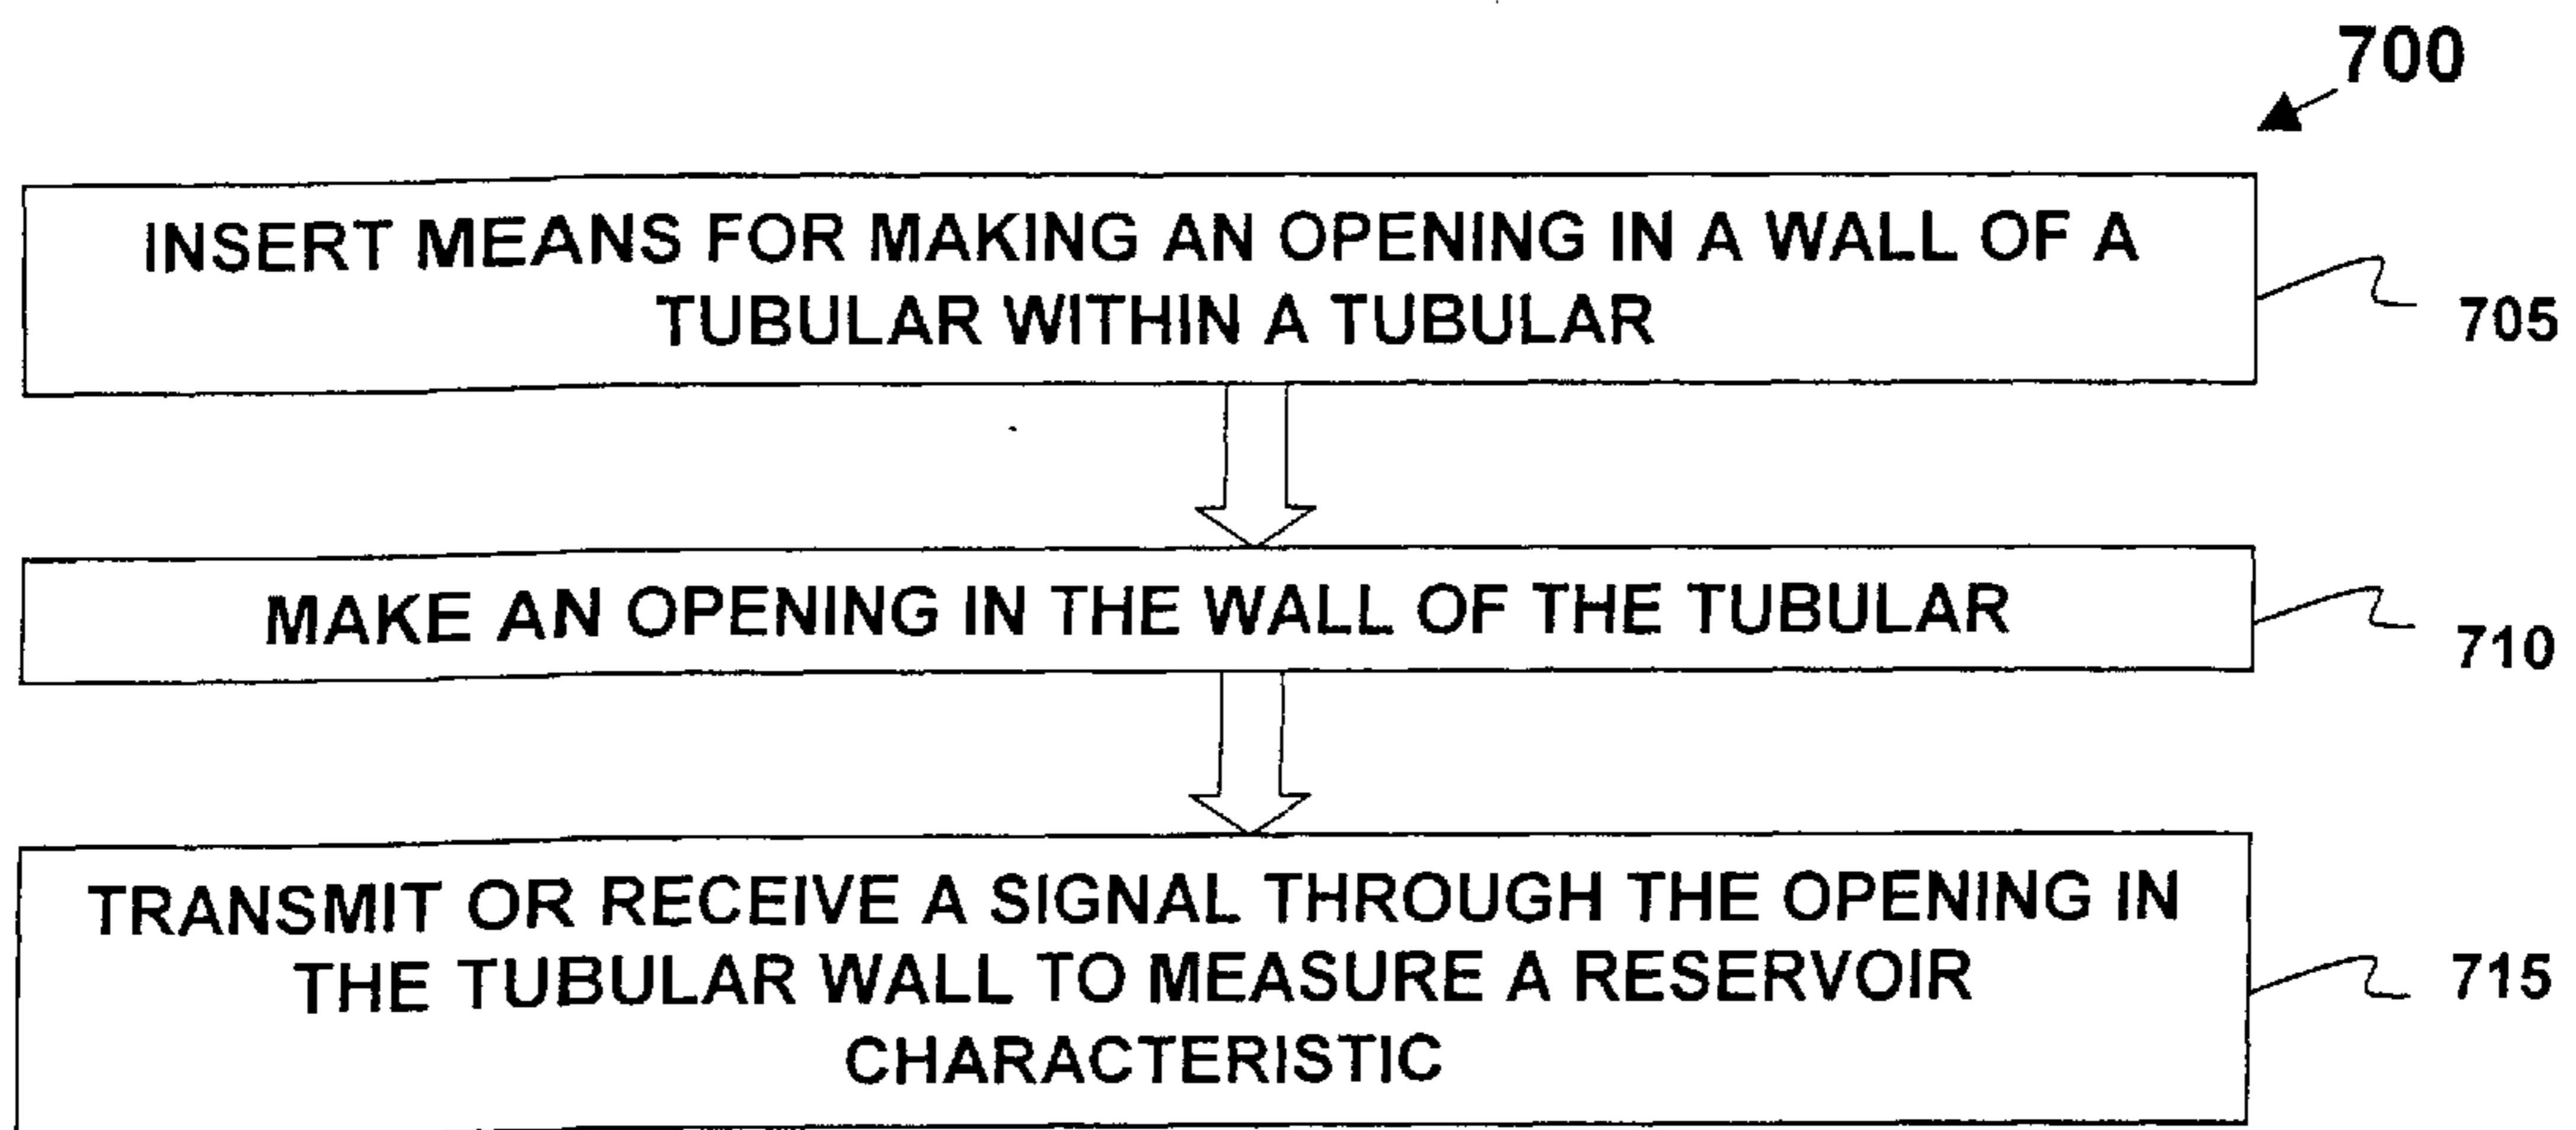 700
INSERT MEANS FOR MAKING AN OPENING IN A WALL OF A
TUBULAR WITHIN A TUBULAR
705
MAKE AN OPENING IN THE WALL OF THE TUBULAR
710
TRANSMIT OR RECEIVE A SIGNAL THROUGH THE OPENING IN
THE TUBULAR WALL TO MEASURE A RESERVOIR
CHARACTERISTIC
715